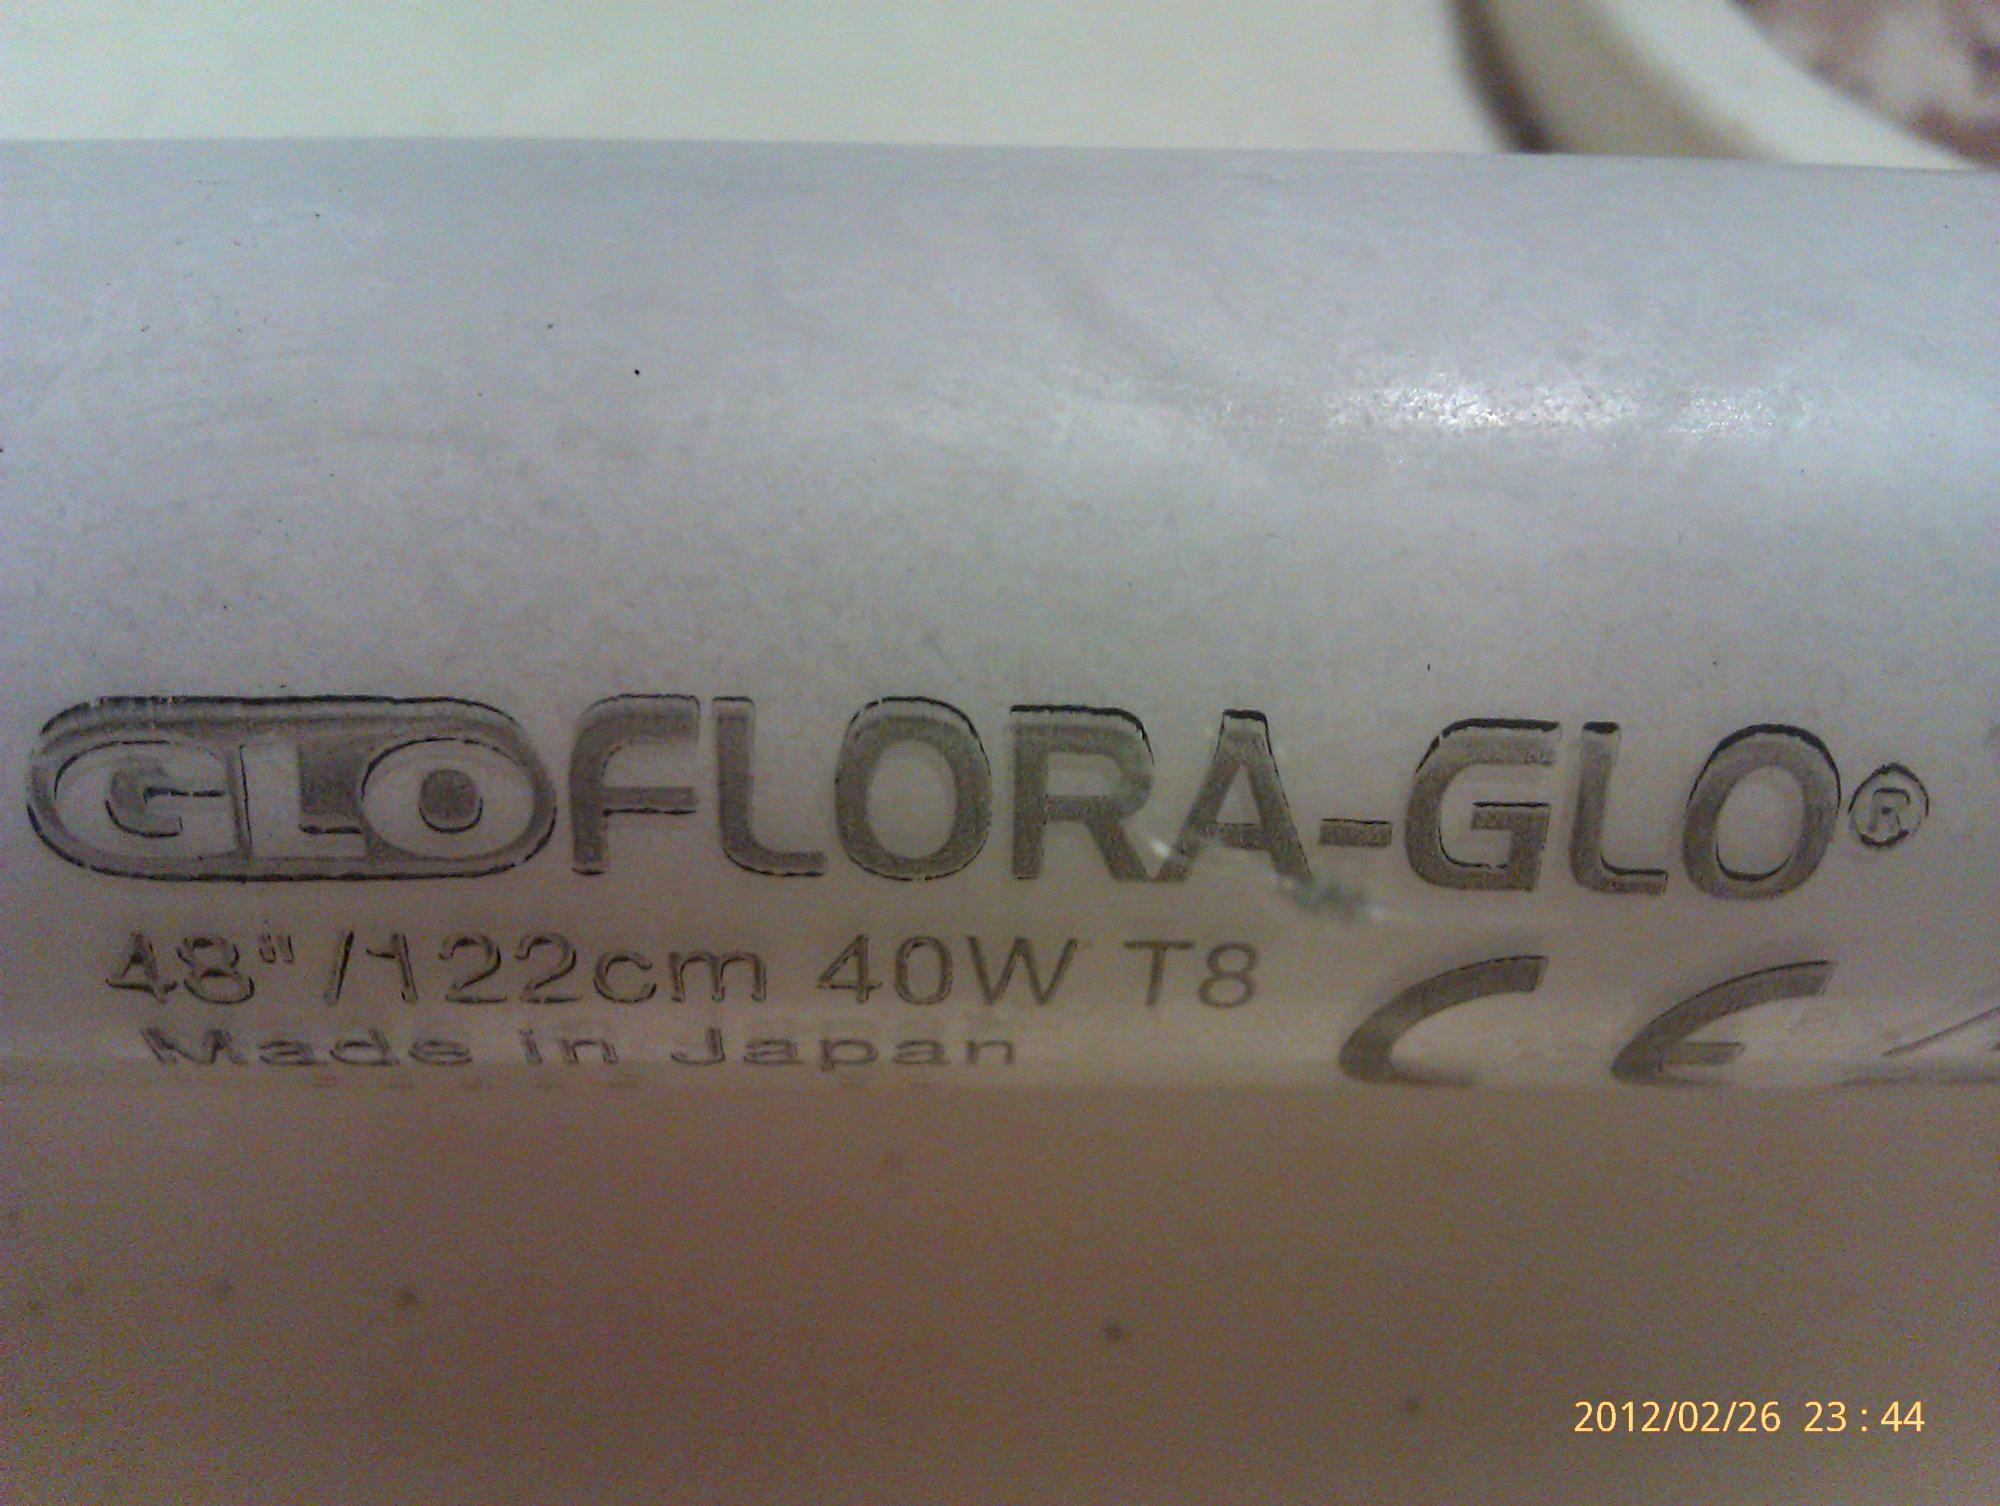 GLO FLORA-GLO®
48"/122cm 40W T8
Made in Japan
CE
2012/02/26 23:44